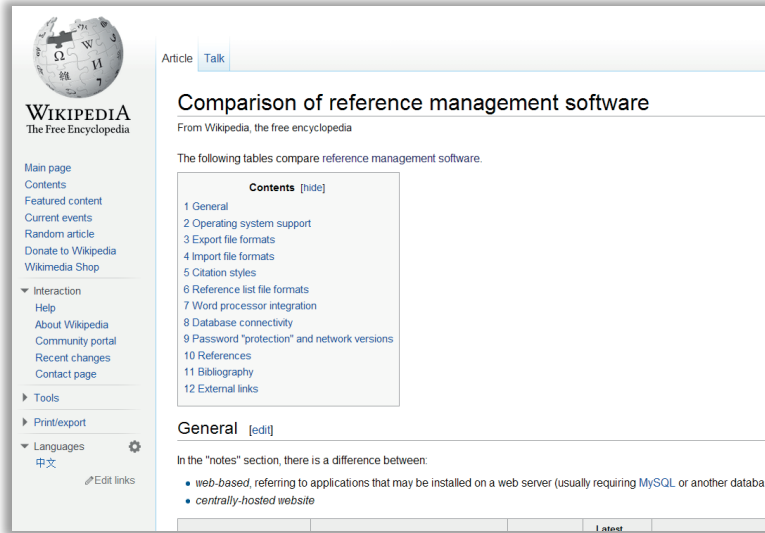 Ω
W
И
維
7
WIKIPEDIA
The Free Encyclopedia
Main page
Contents
Featured content
Current events
Random article
Donate to Wikipedia
Wikimedia Shop
Interaction
Help
About Wikipedia
Community portal
Recent changes
Contact page
Tools
Print/export
Languages
中文
Edit links
Article Talk
Comparison of reference management software
From Wikipedia, the free encyclopedia
The following tables compare reference management software.
Contents [hide]
1 General
2 Operating system support
3 Export file formats
4 Import file formats
5 Citation styles
6 Reference list file formats
7 Word processor integration
8 Database connectivity
9 Password "protection" and network versions
10 References
11 Bibliography
12 External links
General [edit]
In the "notes" section, there is a difference between:
• web-based, referring to applications that may be installed on a web server (usually requiring MySQL or another databa
• centrally-hosted website
Latest